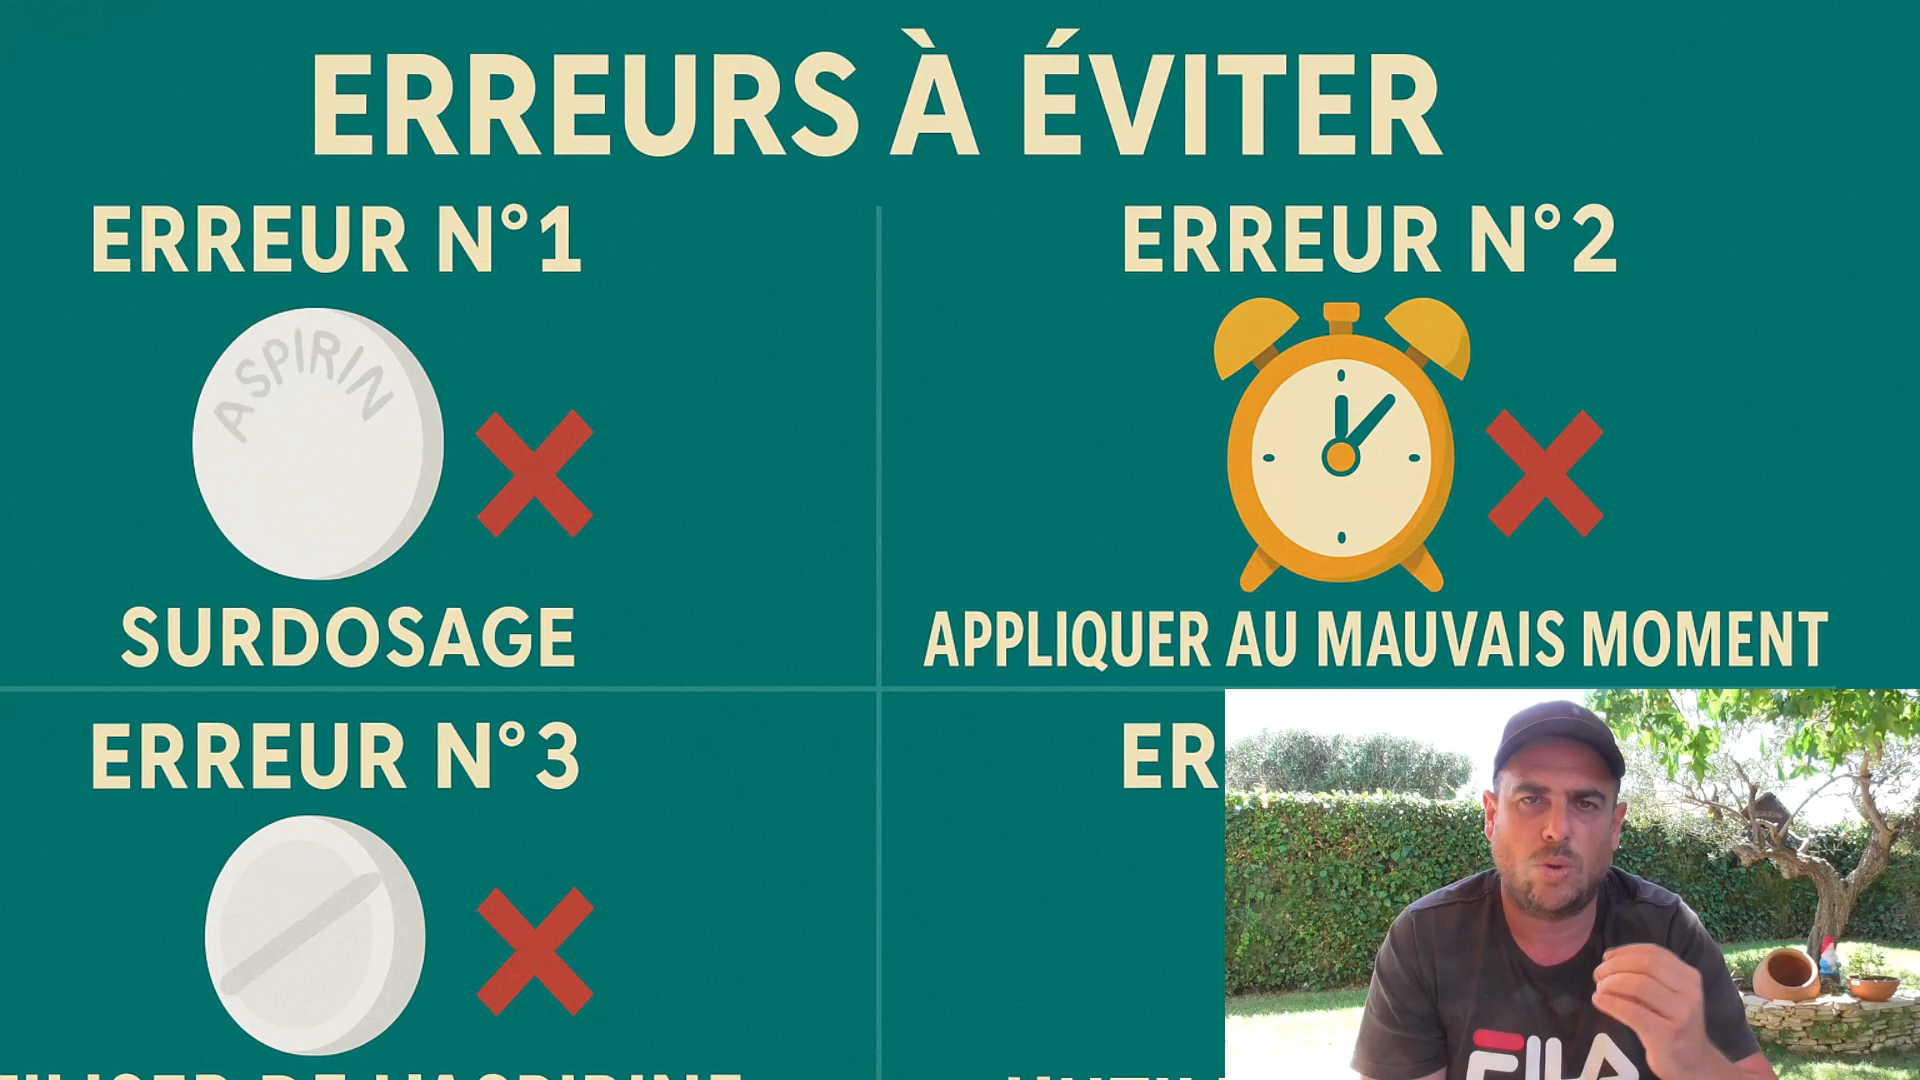 ERREURS À ÉVITER
ERREUR N°1
ERREUR N°2
ASPIRIN
SURDOSAGE
APPLIQUER AU MAUVAIS MOMENT
ERREUR N°3
ER
FILA